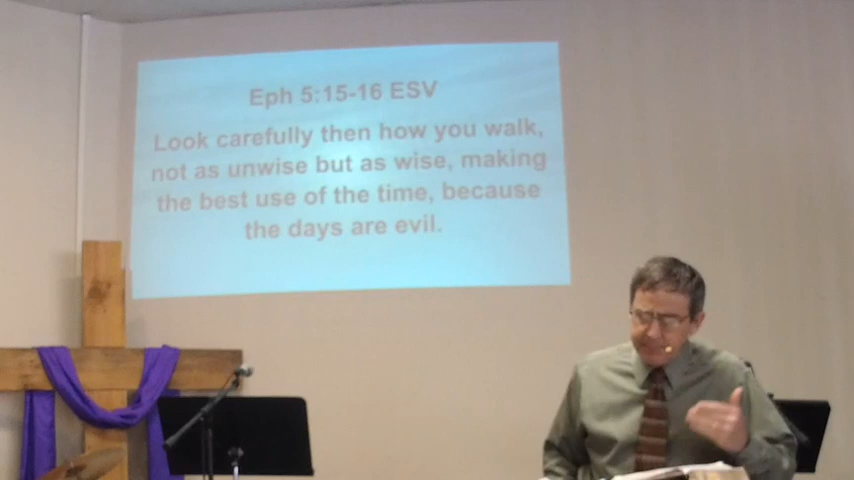 Eph 5:15-16 ESV
Look carefully then how you walk,
not as unwise but as wise, making
the best use of the time, because
the days are evil.